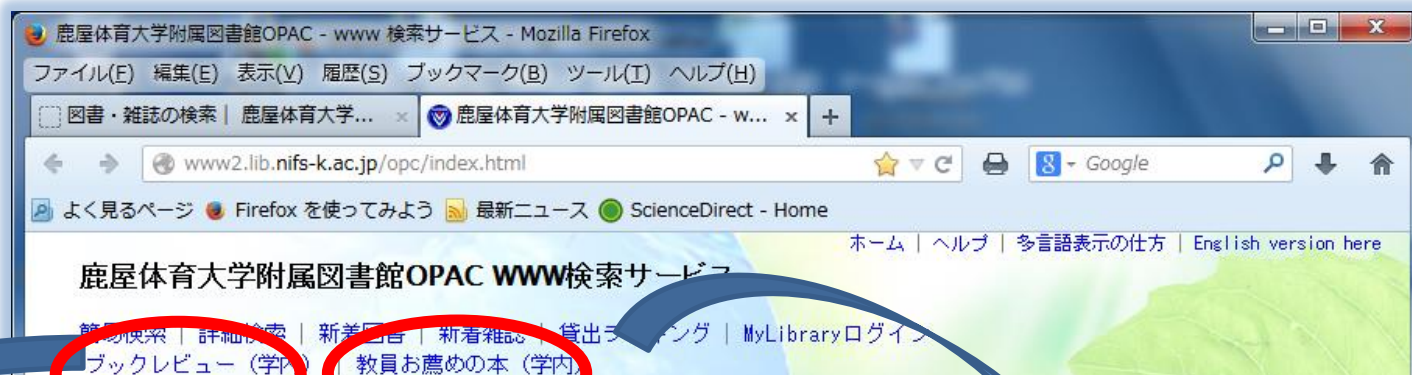 鹿屋体育大学附属図書館OPAC - www 検索サービス - Mozilla Firefox
ファイル(F) 編集(E) 表示(V) 履歴(S) ブックマーク(B) ツール(T) ヘルプ(H)
図書・雑誌の検索｜ 鹿屋体育大学... × 鹿屋体育大学附属図書館OPAC - w... × +
www2.lib.nifs-k.ac.jp/opc/index.html 8 Google
よく見るページ Firefox を使ってみよう 最新ニュース ScienceDirect - Home
ホーム | ヘルプ | 多言語表示の仕方 | English version here
鹿屋体育大学附属図書館OPAC WWW検索サービス
簡易検索 | 詳細検索 | 新着図書 | 新着雑誌 | 貸出ランキング | MyLibraryログイン
ブックレビュー（学内） | 教員お薦めの本（学内）